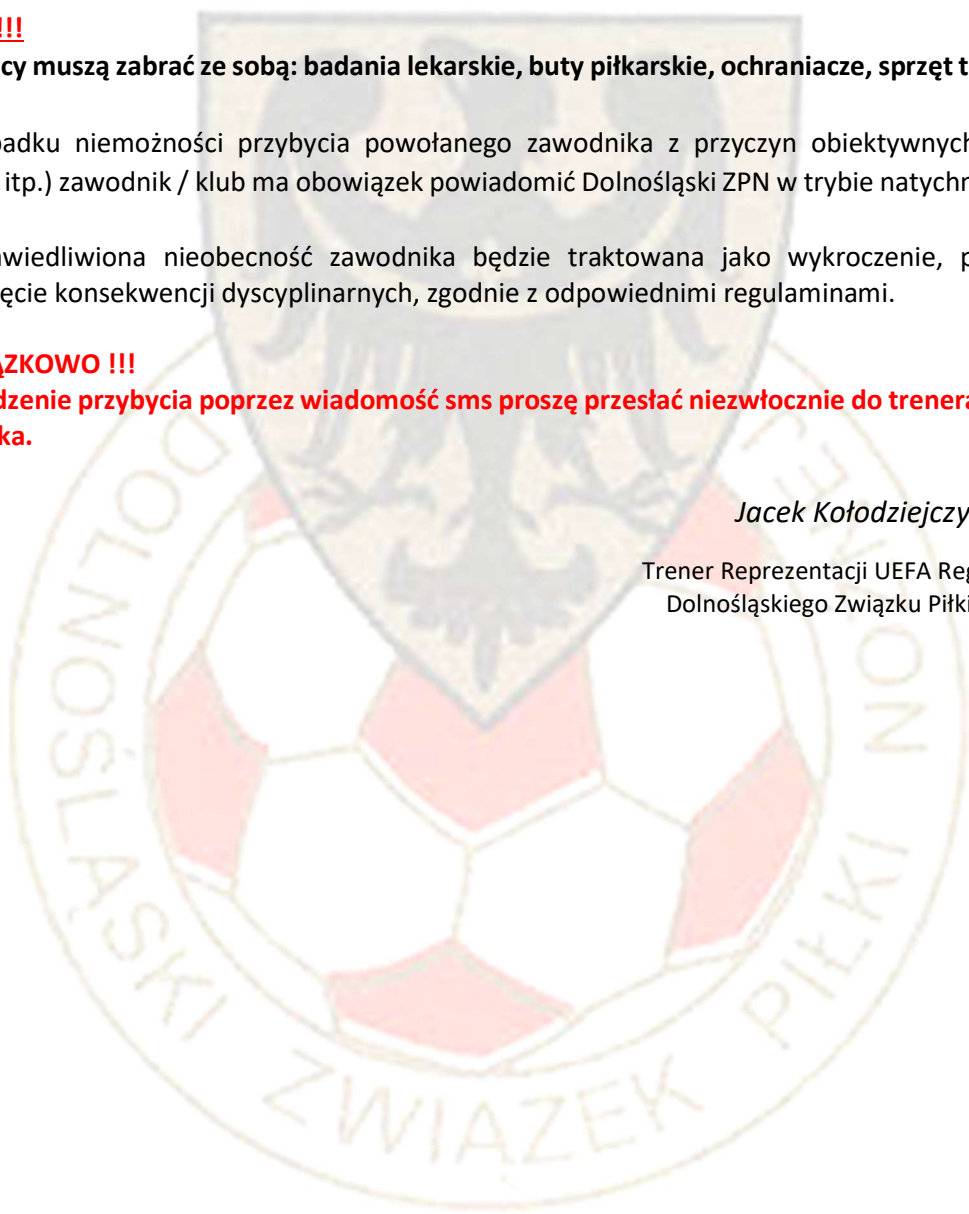 !!!
cy muszą zabrać ze sobą: badania lekarskie, buty piłkarskie, ochraniacze, sprzęt t
padku niemożności przybycia powołanego zawodnika z przyczyn obiektywnych
itp.) zawodnik / klub ma obowiązek powiadomić Dolnośląski ZPN w trybie natychm
awiedliwiona nieobecność zawodnika będzie traktowana jako wykroczenie, p
ęcie konsekwencji dyscyplinarnych, zgodnie z odpowiednimi regulaminami.
ĄZKOWO !!!
dzenie przybycia poprzez wiadomość sms proszę przesłać niezwłocznie do trenera
ka.
Jacek Kołodziejczy
Trener Reprezentacji UEFA Reg
Dolnośląskiego Związku Piłki
DOLNOŚLĄSKI ZWIĄZEK PIŁKI NOŻNEJ